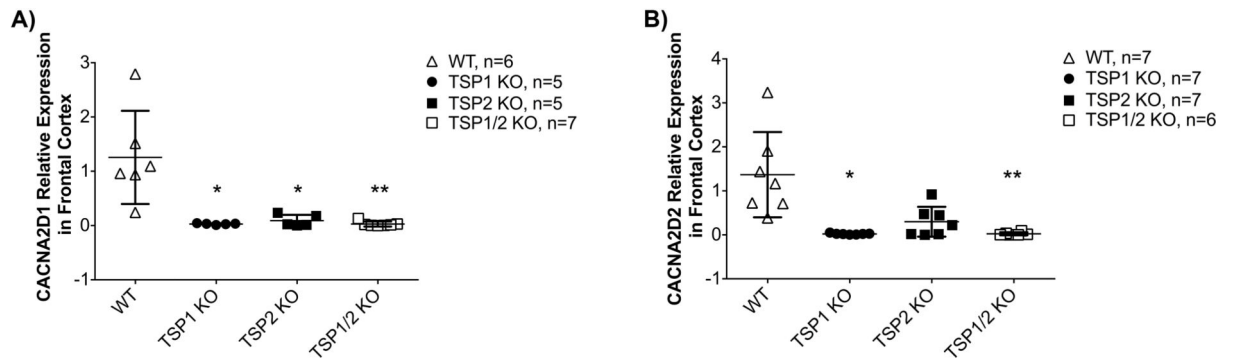 A)
CACNA2D1 Relative Expression
in Frontal Cortex
3
2
1
0
-1
*
*
**
WT
TSP1 KO
TSP2 KO
TSP1/2 KO
WT, n=6
TSP1 KO, n=5
TSP2 KO, n=5
TSP1/2 KO, n=7
B)
CACNA2D2 Relative Expression
in Frontal Cortex
4
3
2
1
0
-1
*
**
WT
TSP1 KO
TSP2 KO
TSP1/2 KO
WT, n=7
TSP1 KO, n=7
TSP2 KO, n=7
TSP1/2 KO, n=6